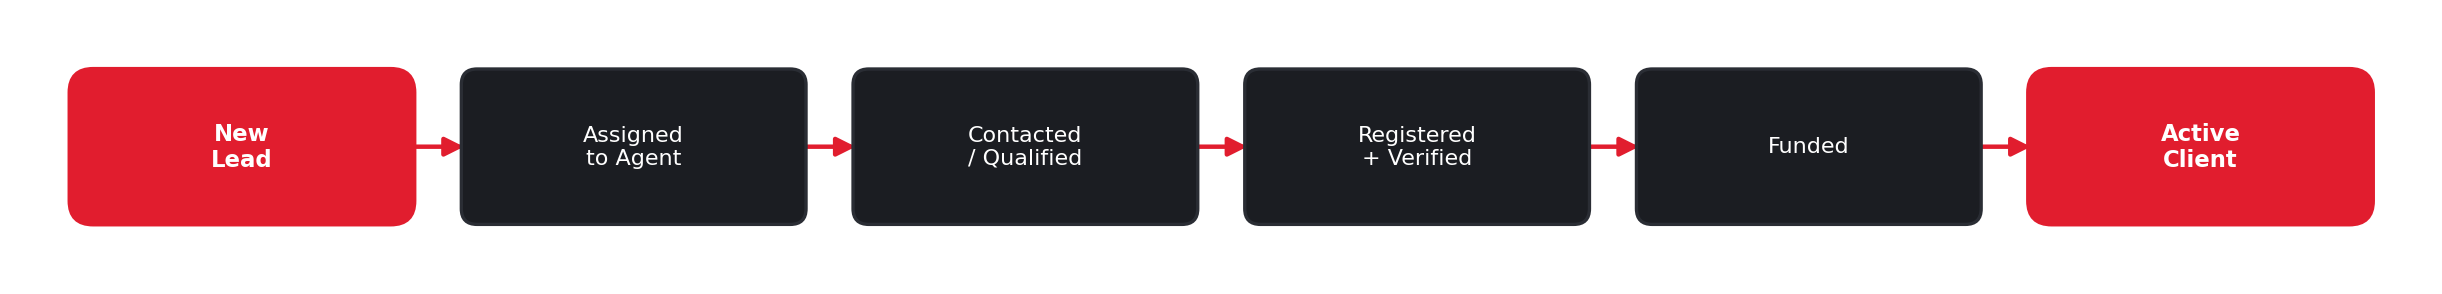 New
Lead
Assigned
to Agent
Contacted
/ Qualified
Registered
+ Verified
Funded
Active
Client